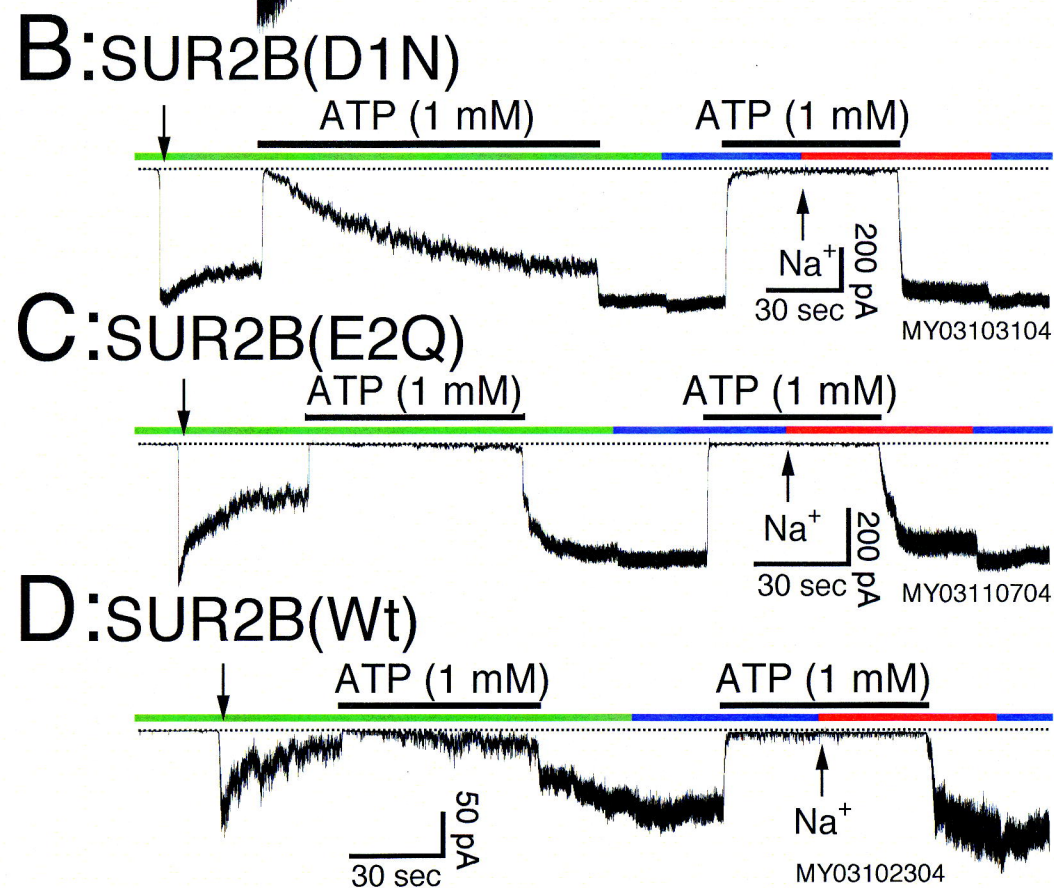 B:SUR2B(D1N)
ATP (1 mM) ATP (1 mM)
Na+
200 pA
30 sec
MY03103104
C:SUR2B(E2Q)
ATP (1 mM) ATP (1 mM)
Na+
200 pA
30 sec
MY03110704
D:SUR2B(Wt)
ATP (1 mM) ATP (1 mM)
50 pA
30 sec
Na+
MY03102304